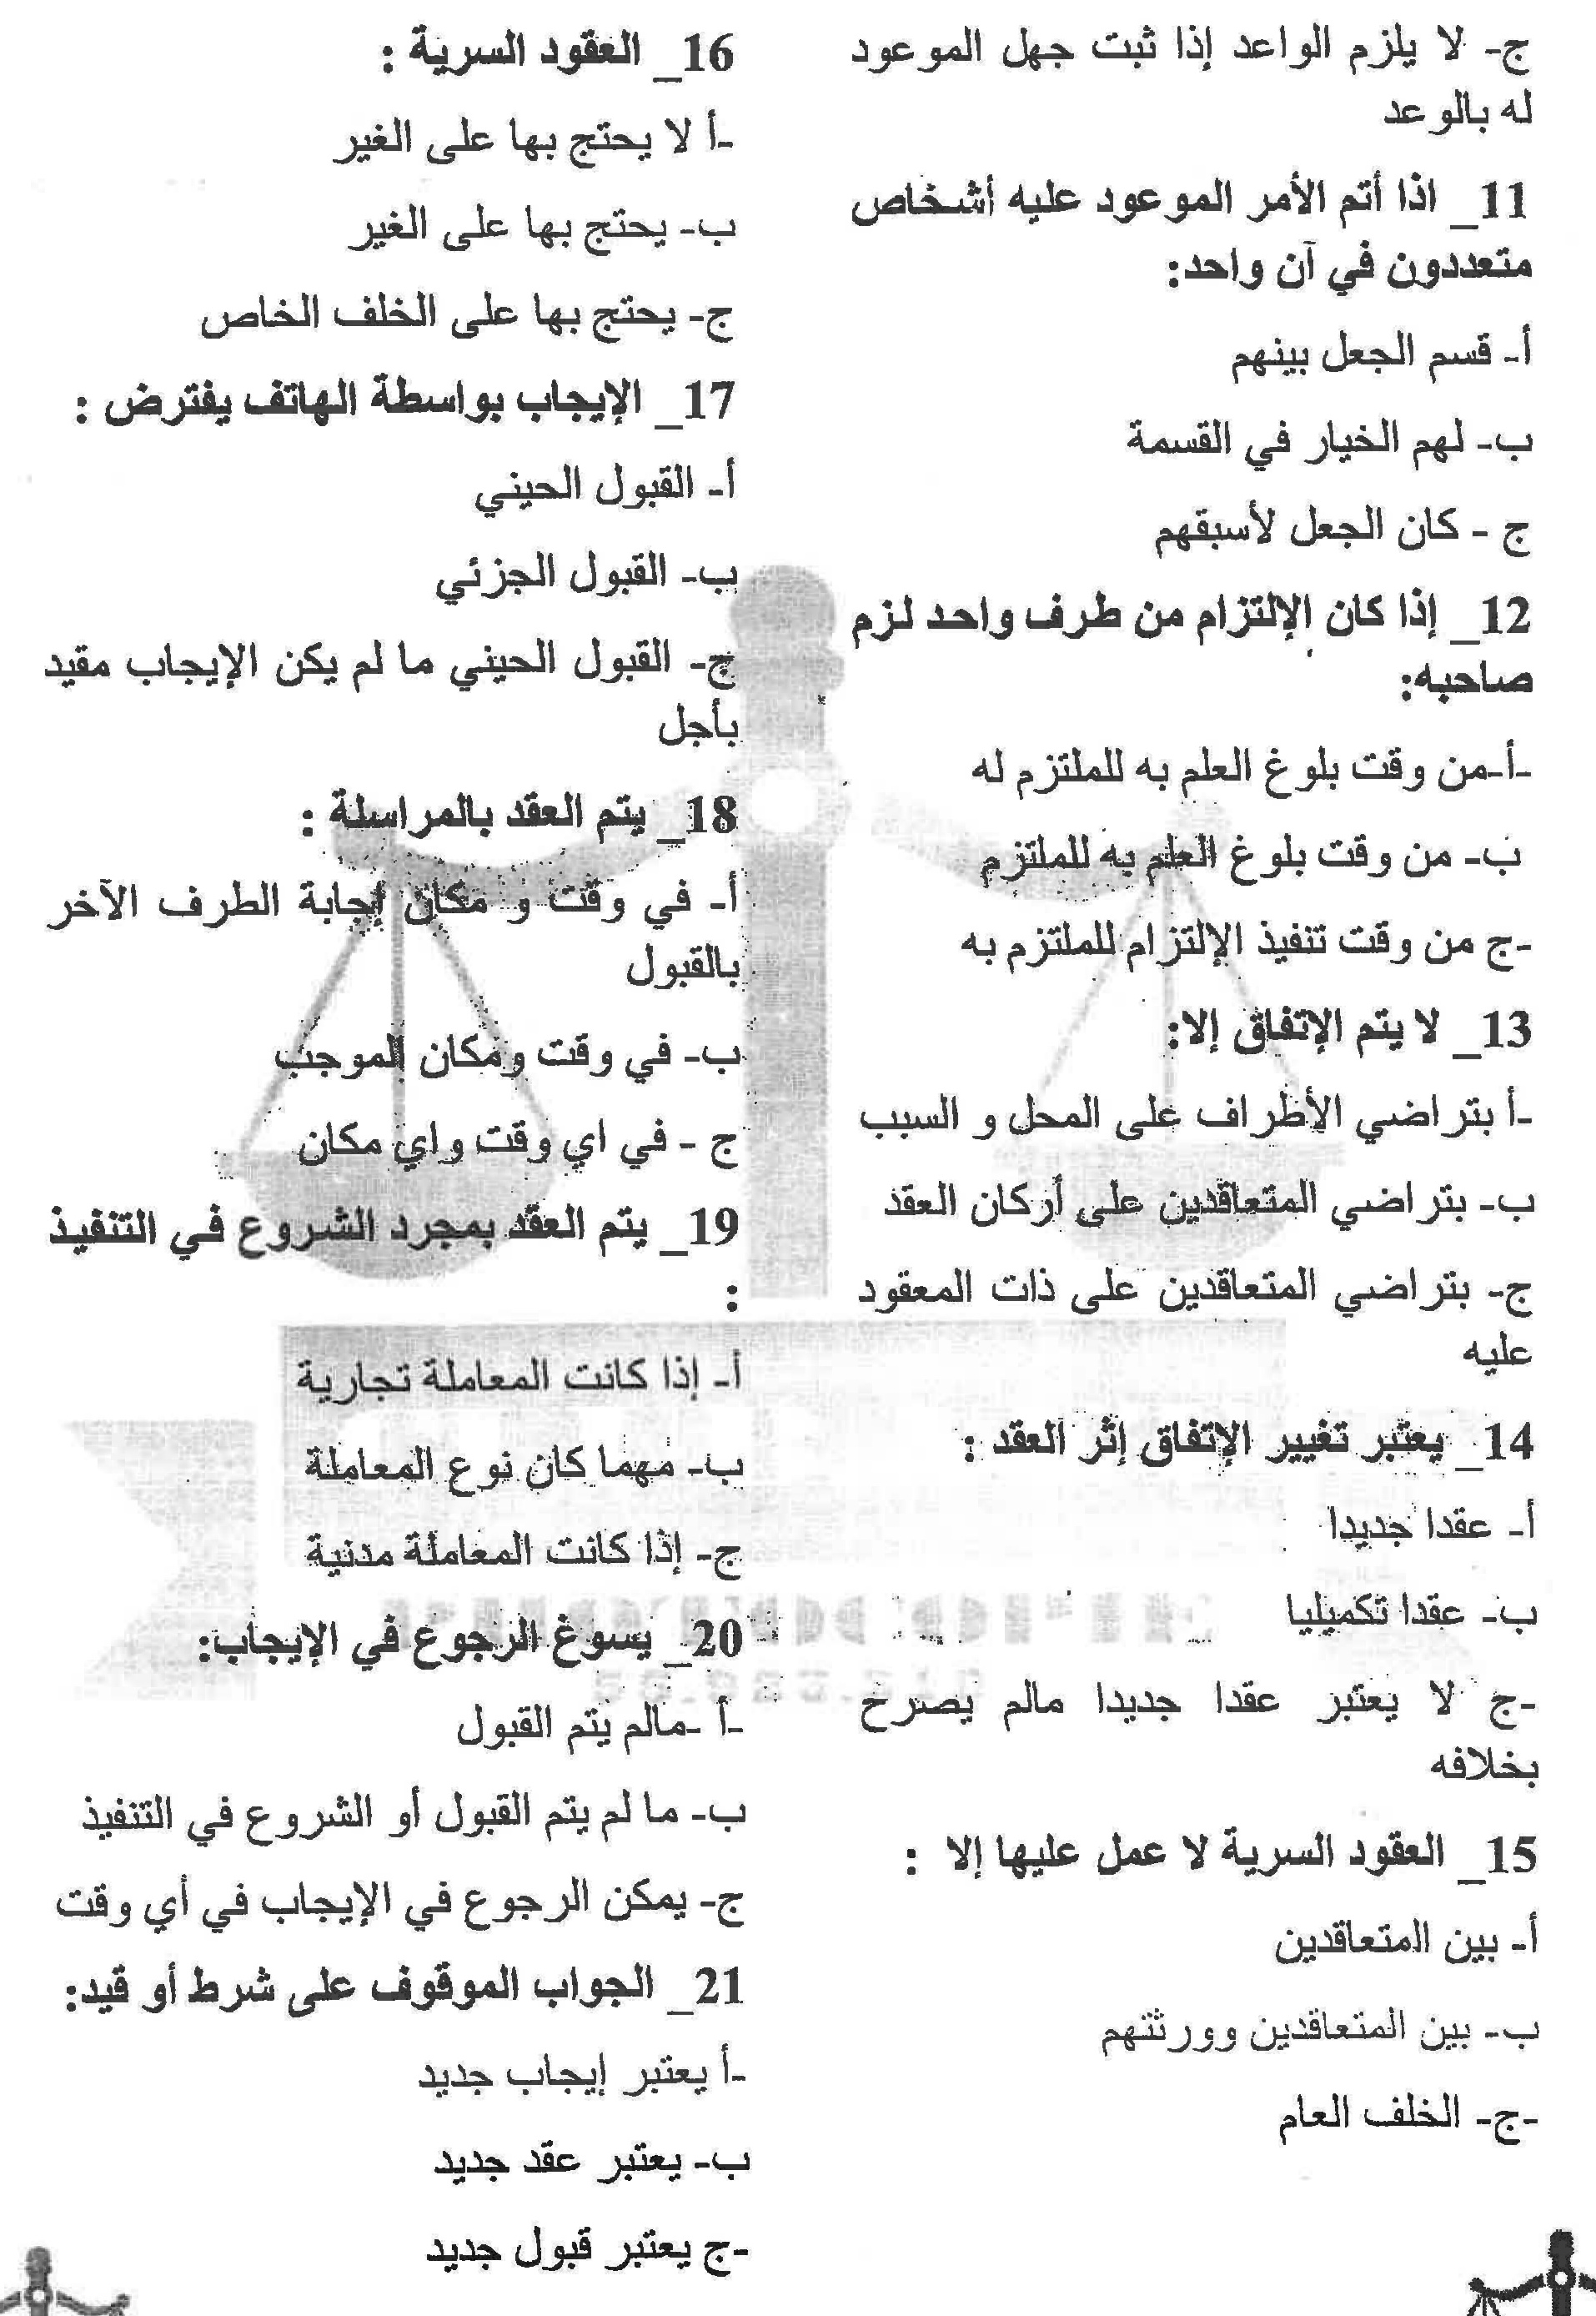 ج- لا يلزم الواعد إذا ثبت جهل الموعود
له بالوعد
11_ اذا أتم الأمر الموعود عليه أشخاص
متعددون في آن واحد:
أ- قسم الجعل بينهم
ب- لهم الخيار في القسمة
ج - كان الجعل لأسبقهم
12_ إذا كان الإلتزام من طرف واحد لزم
صاحبه:
-أ-من وقت بلوغ العلم به للملتزم له
ب- من وقت بلوغ العلم به للملتزم
-ج من وقت تنفيذ الإلتزام للملتزم به
13_ لا يتم الإتفاق إلا:
-أ بتراضي الأطراف على المحل و السبب
ب- بتراضي المتعاقدين على أركان العقد
ج- بتراضي المتعاقدين على ذات المعقود
عليه
14_ يعتبر تغيير الإتفاق إثر العقد :
أ- عقدا جديدا
ب- عقدا تكميليا
-ج لا يعتبر عقدا جديدا مالم يصرح
بخلافه
15_ العقود السرية لا عمل عليها إلا :
أ- بين المتعاقدين
ب- بين المتعاقدين وورثتهم
-ج- الخلف العام
16_ العقود السرية :
-أ لا يحتج بها على الغير
ب- يحتج بها على الغير
ج- يحتج بها على الخلف الخاص
17_ الإيجاب بواسطة الهاتف يفترض :
أ- القبول الحيني
ب- القبول الجزئي
ج- القبول الحيني ما لم يكن الإيجاب مقيد
بأجل
18_ يتم العقد بالمراسلة :
أ- في وقت و مكان إجابة الطرف الآخر
بالقبول
ب- في وقت ومكان الموجب
ج - في اي وقت واي مكان
19_ يتم العقد بمجرد الشروع في التنفيذ
:
أ- إذا كانت المعاملة تجارية
ب- مهما كان نوع المعاملة
ج- إذا كانت المعاملة مدنية
20_ يسوغ الرجوع في الإيجاب:
-أ -مالم يتم القبول
ب- ما لم يتم القبول أو الشروع في التنفيذ
ج- يمكن الرجوع في الإيجاب في أي وقت
21_ الجواب الموقوف على شرط أو قيد:
-أ يعتبر إيجاب جديد
ب- يعتبر عقد جديد
-ج يعتبر قبول جديد